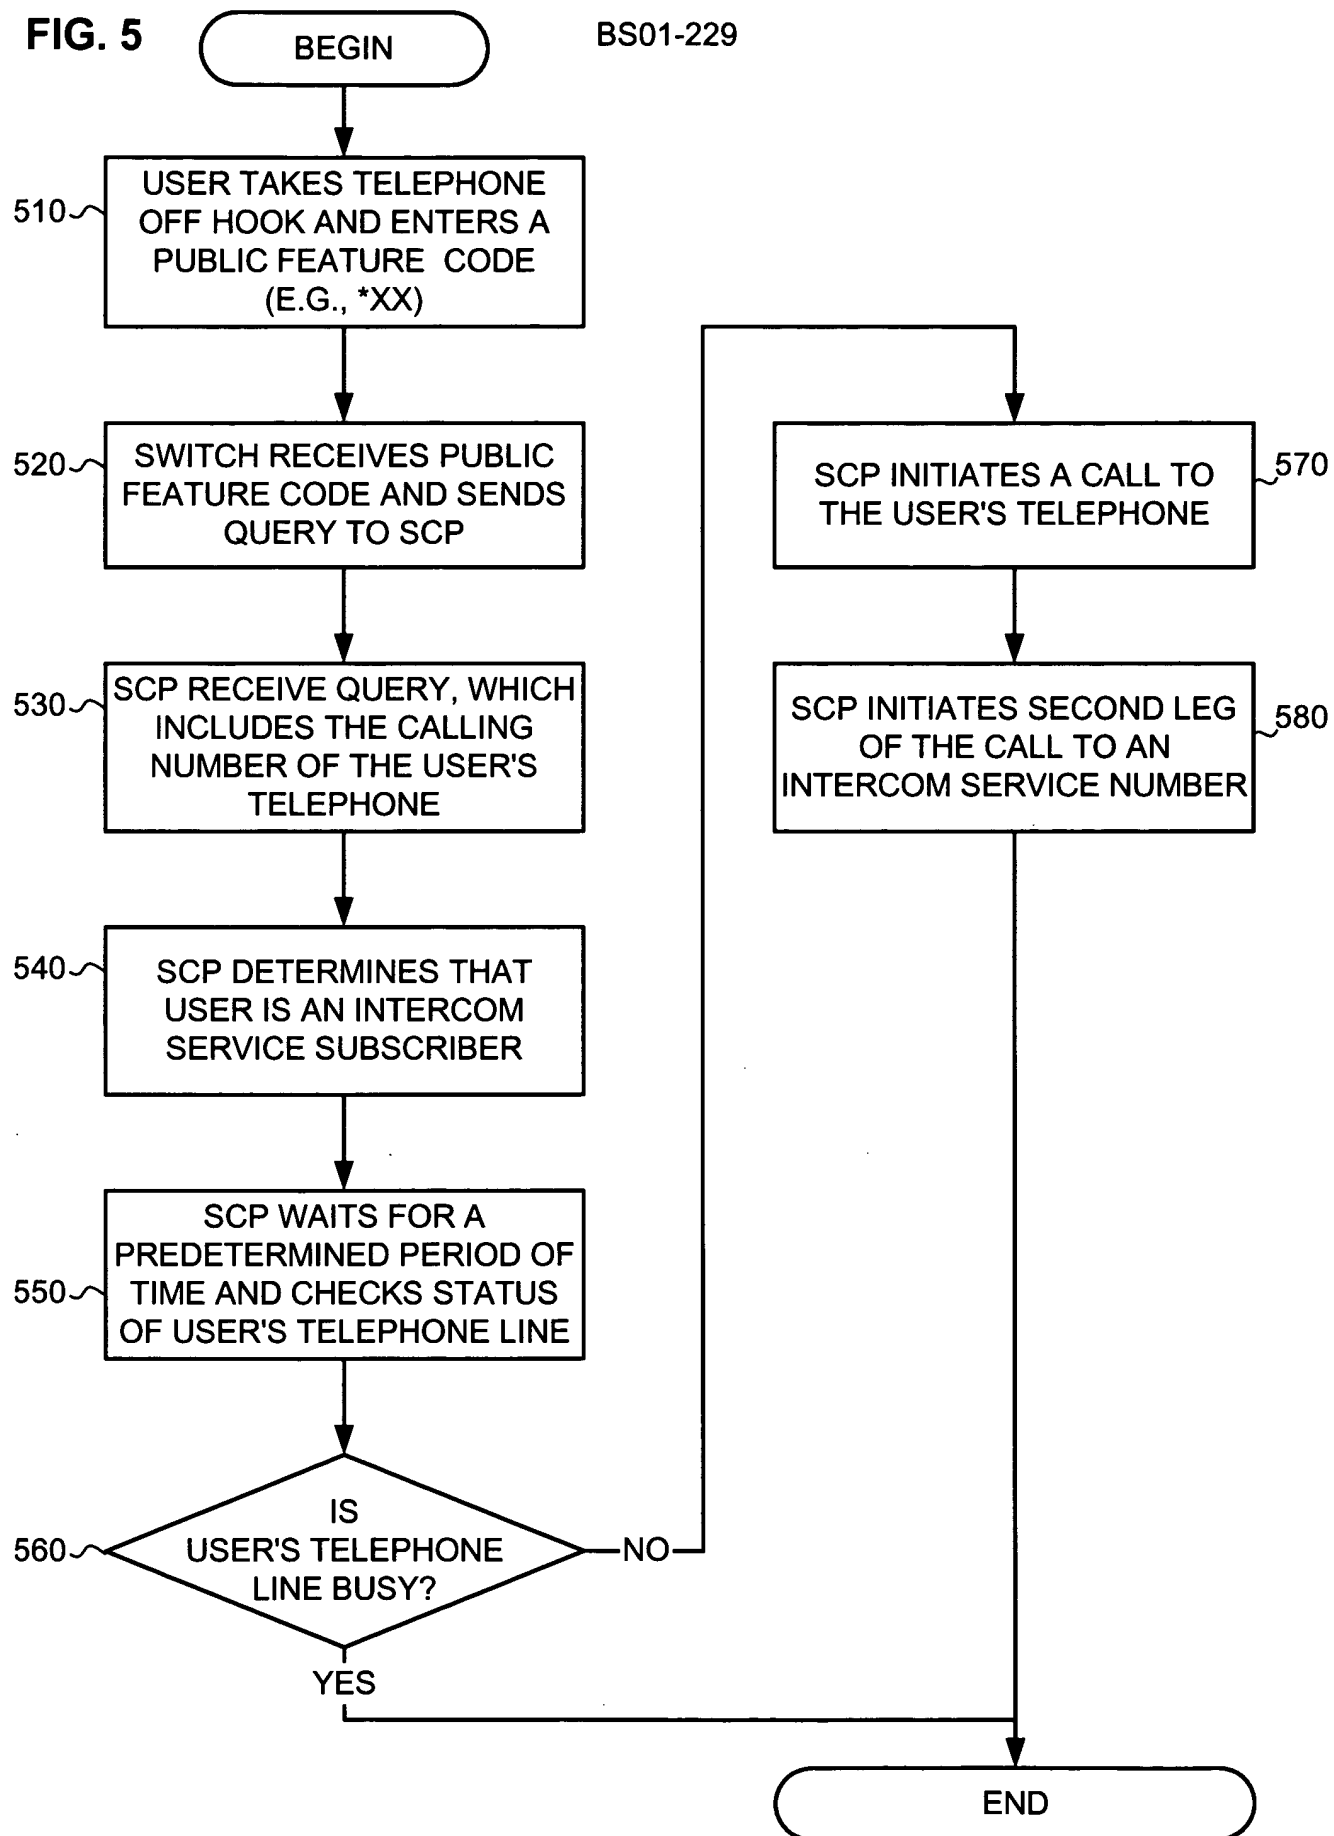 FIG. 5
BS01-229
BEGIN
510
USER TAKES TELEPHONE
OFF HOOK AND ENTERS A
PUBLIC FEATURE CODE
(E.G., *XX)
520
SWITCH RECEIVES PUBLIC
FEATURE CODE AND SENDS
QUERY TO SCP
530
SCP RECEIVE QUERY, WHICH
INCLUDES THE CALLING
NUMBER OF THE USER'S
TELEPHONE
540
SCP DETERMINES THAT
USER IS AN INTERCOM
SERVICE SUBSCRIBER
550
SCP WAITS FOR A
PREDETERMINED PERIOD OF
TIME AND CHECKS STATUS
OF USER'S TELEPHONE LINE
560
IS
USER'S TELEPHONE
LINE BUSY?
NO
YES
570
SCP INITIATES A CALL TO
THE USER'S TELEPHONE
580
SCP INITIATES SECOND LEG
OF THE CALL TO AN
INTERCOM SERVICE NUMBER
END